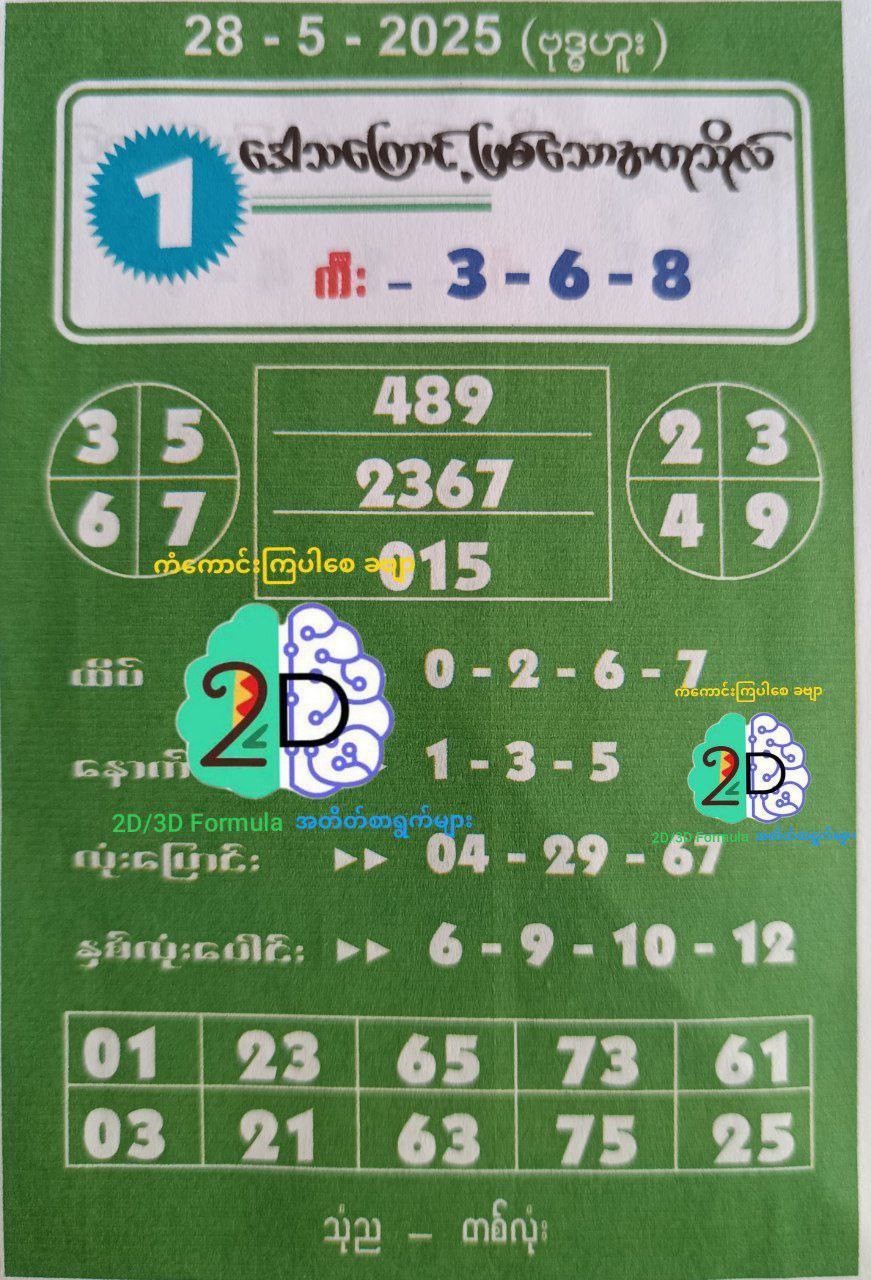 28 - 5 - 2025 (ဗုဒ္ဓဟူး)
1
ဒေါသကြောင့်ဖြစ်သော
ကီး - 3 - 6 - 8
3 5
6 7
489
2367
015
2 3
4 9
ကံကောင်းကြပါစေ ခဗျာ
ထိပ် 0 - 2 - 6 - 7
ကံကောင်းကြပါစေ ခဗျာ
2D
2D
နောက် 1 - 3 - 5
2D/3D Formula အတိတ်စာရွက်များ
2D/3D Formula အတိတ်စာရွက်များ
လုံးပြောင်း ▸▸ 04 - 29 - 67
နှစ်လုံးပေါင်း ▸▸ 6 - 9 - 10 - 12
01 23 65 73 61
03 21 63 75 25
သုံည – တစ်လုံး